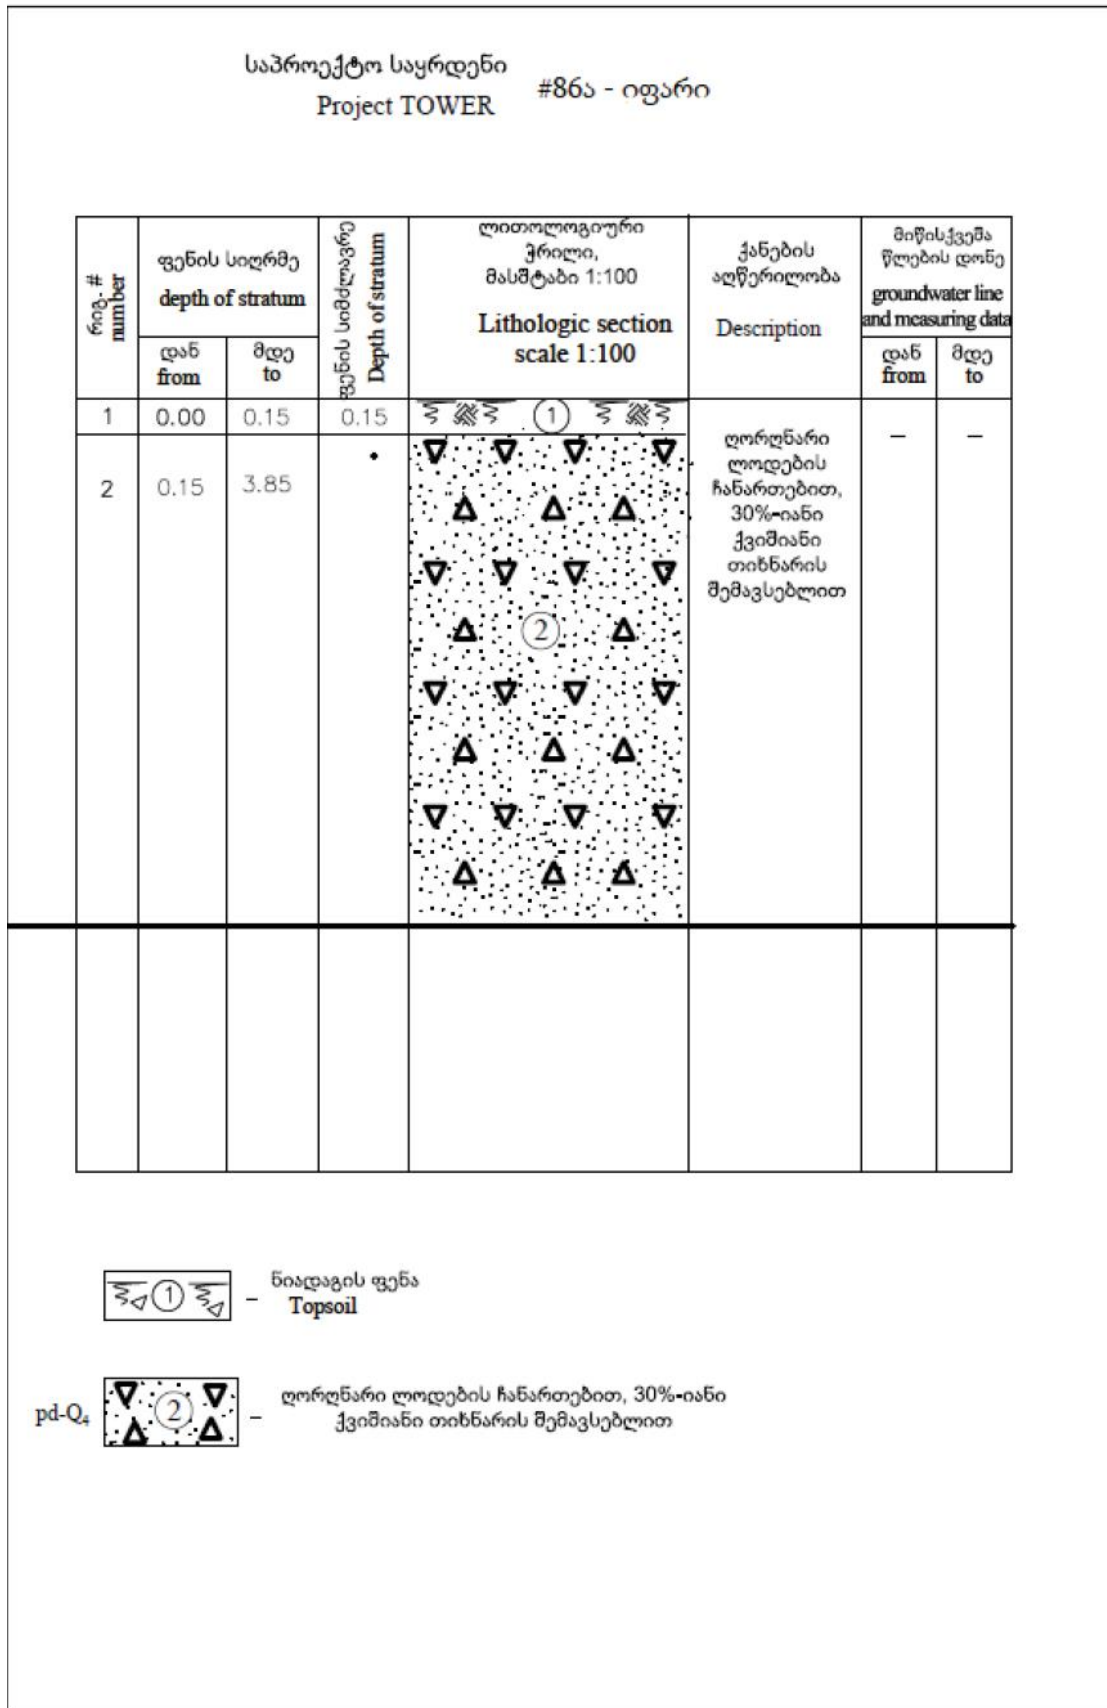 საპროექტო საყრდენი
Project TOWER
#86ა - იფარი
რიგ. #
number
ფენის სიღრმე
depth of stratum
დან
from
მდე
to
ფენის სიმძლავრე
Depth of stratum
ლითოლოგიური
ჭრილი,
მასშტაბი 1:100
Lithologic section
scale 1:100
ქანების
აღწერილობა
Description
მიწისქვეშა
წლების დონე
groundwater line
and measuring data
დან
from
მდე
to
1 0.00 0.15 0.15 1
2 0.15 3.85
ღორღნარი
ლოდების
ჩანართებით,
30%-იანი
ქვიშიანი
თიხნარის
შემავსებლით
– –
2
1 – ნიადაგის ფენა
Topsoil
pd-Q₄ 2 – ღორღნარი ლოდების ჩანართებით, 30%-იანი
ქვიშიანი თიხნარის შემავსებლით